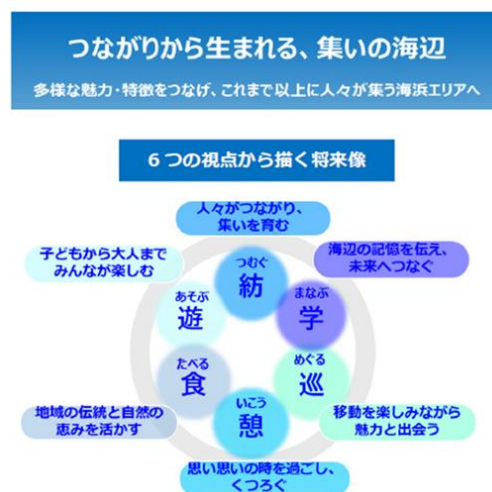 つながりから生まれる、集いの海辺
多様な魅力・特徴をつなげ、これまで以上に人々が集う海浜エリアへ
6つの視点から描く将来像
人々がつながり、
集いを育む
つむぐ
紡
海辺の記憶を伝え、
未来へつなぐ
まなぶ
学
めぐる
巡
移動を楽しみながら
魅力と出会う
いこう
憩
思い思いの時を過ごし、
くつろぐ
たべる
食
地域の伝統と自然の
恵みを活かす
あそぶ
遊
子どもから大人まで
みんなが楽しむ